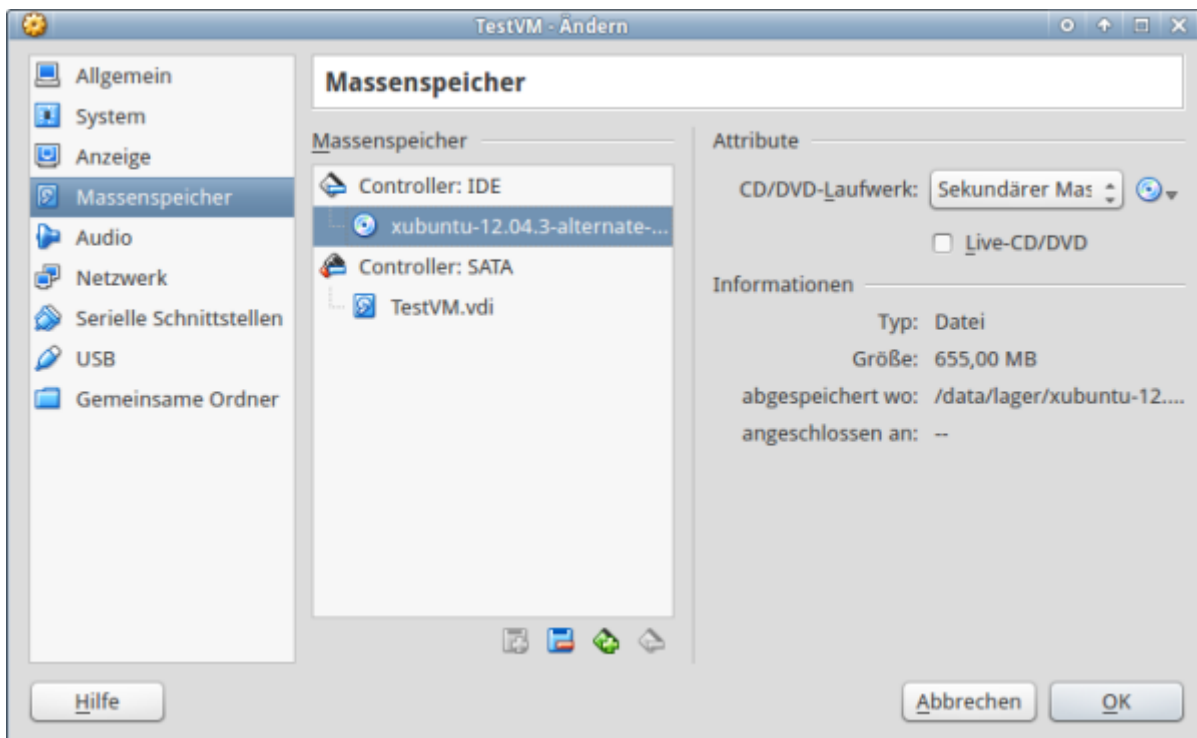 TestVM - Ändern
Allgemein
System
Anzeige
Massenspeicher
Audio
Netzwerk
Serielle Schnittstellen
USB
Gemeinsame Ordner
Massenspeicher
Massenspeicher
Controller: IDE
xubuntu-12.04.3-alternate-...
Controller: SATA
TestVM.vdi
Attribute
CD/DVD-Laufwerk: Sekundärer Mas
Live-CD/DVD
Informationen
Typ: Datei
Größe: 655,00 MB
abgespeichert wo: /data/lager/xubuntu-12....
angeschlossen an: --
Hilfe
Abbrechen
OK